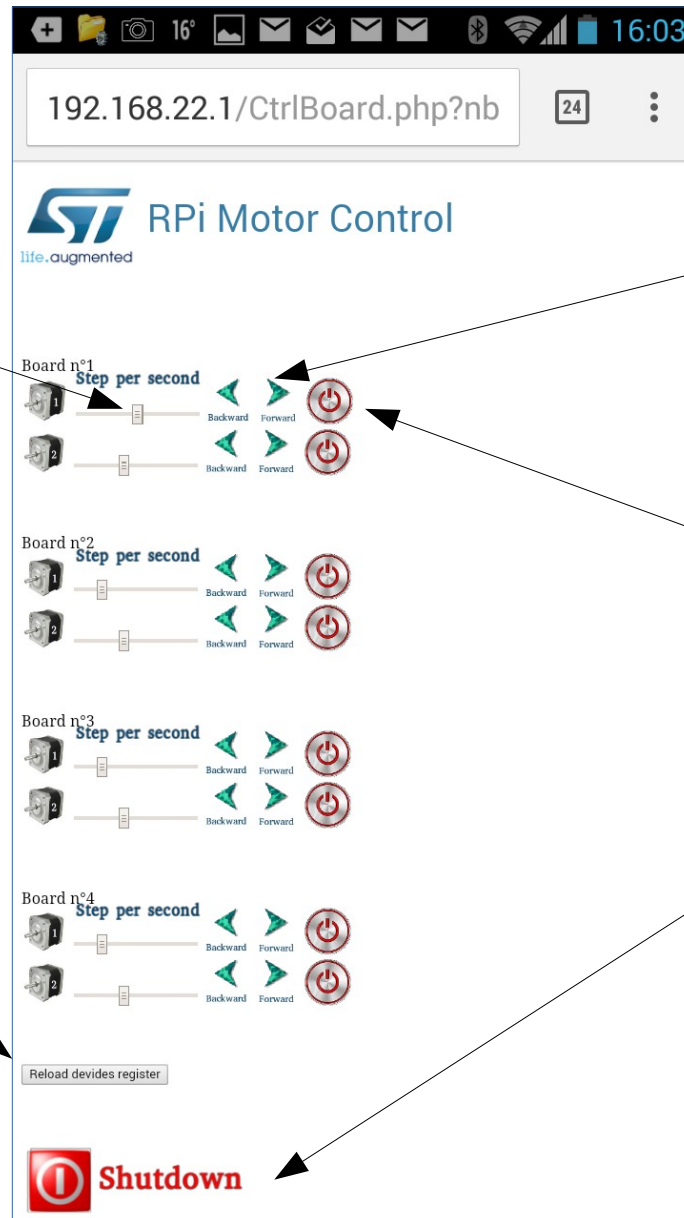 16° 16:03
192.168.22.1/CtrlBoard.php?nb 24
ST RPi Motor Control
life.augmented
Board n°1
Step per second
1 Backward Forward
2 Backward Forward
Board n°2
Step per second
1 Backward Forward
2 Backward Forward
Board n°3
Step per second
1 Backward Forward
2 Backward Forward
Board n°4
Step per second
1 Backward Forward
2 Backward Forward
Reload devides register
Shutdown